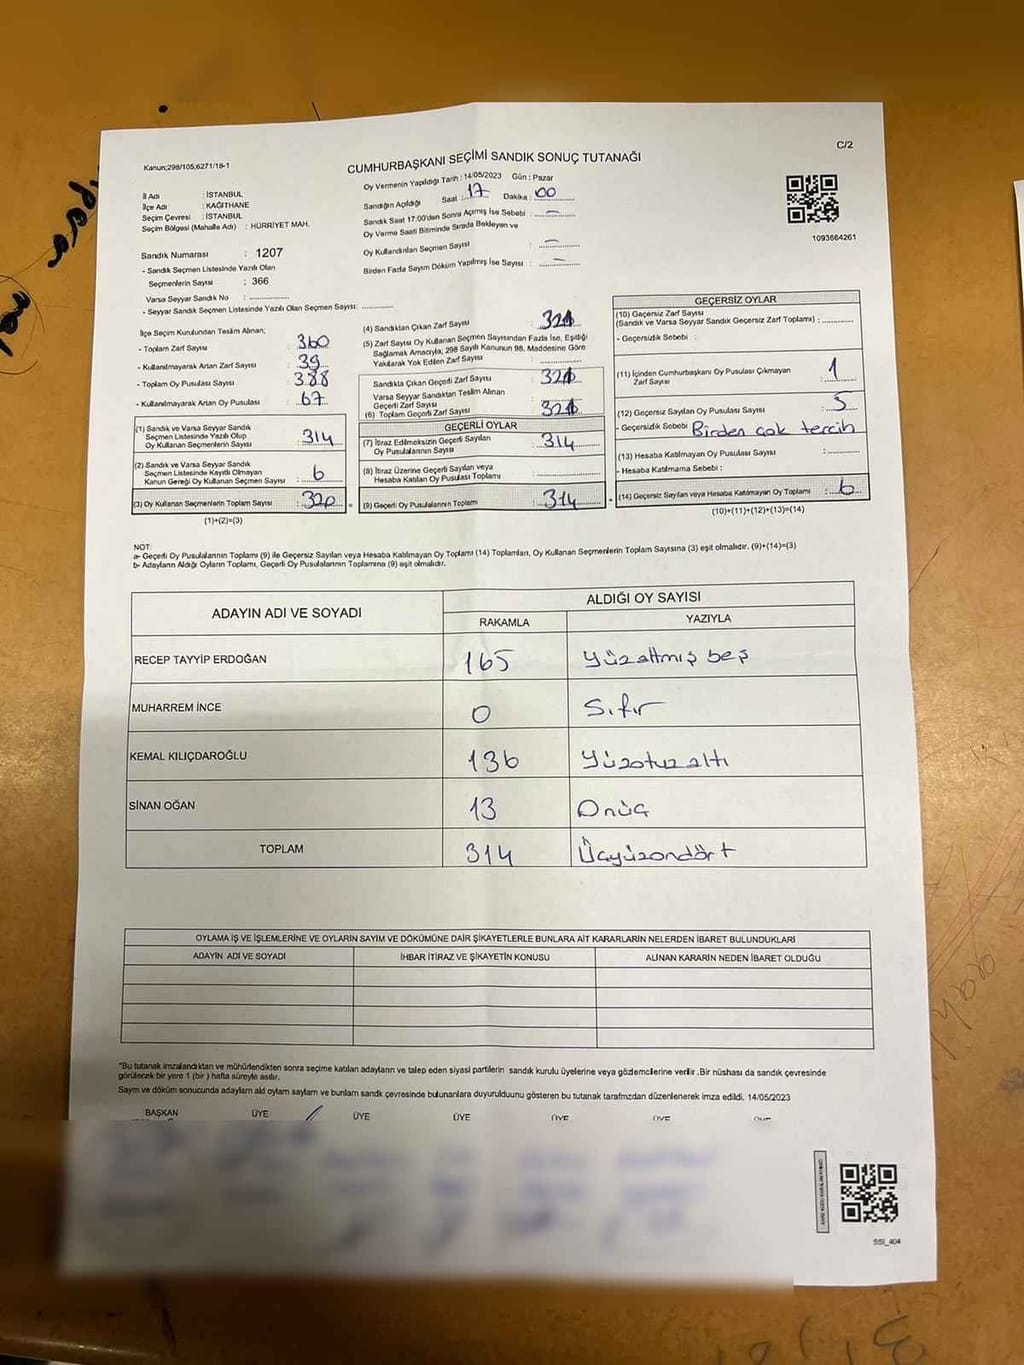 C/2
Kanun;298/105;6271/18-1
CUMHURBAŞKANI SEÇİMİ SANDIK SONUÇ TUTANAĞI
Oy Vermenin Yapıldığı Tarih : 14/05/2023 Gün : Pazar
İl Adı : İSTANBUL
İlçe Adı : KAĞITHANE
Seçim Çevresi : İSTANBUL
Seçim Bölgesi (Mahalle Adı) : HÜRRİYET MAH.
Sandığın Açıldığı Saat : 17 Dakika : 00
Sandık Saat 17:00'den Sonra Açılmış İse Sebebi : —
Oy Verme Saati Bitiminde Sırada Bekleyen ve
Oy Kullandırılan Seçmen Sayısı : —
Birden Fazla Sayım Döküm Yapılmış İse Sayısı : —
1093664261
Sandık Numarası : 1207
- Sandık Seçmen Listesinde Yazılı Olan
Seçmenlerin Sayısı : 366
Varsa Seyyar Sandık No :
- Seyyar Sandık Seçmen Listesinde Yazılı Olan Seçmen Sayısı:
İlçe Seçim Kurulundan Teslim Alınan;
- Toplam Zarf Sayısı : 360
- Kullanılmayarak Artan Zarf Sayısı : 39
- Toplam Oy Pusulası Sayısı : 388
- Kullanılmayarak Artan Oy Pusulası : 67
(1) Sandık ve Varsa Seyyar Sandık
Seçmen Listesinde Yazılı Olup
Oy Kullanan Seçmenlerin Sayısı : 314
(2) Sandık ve Varsa Seyyar Sandık
Seçmen Listesinde Kayıtlı Olmayan
Kanun Gereği Oy Kullanan Seçmen Sayısı : 6
(3) Oy Kullanan Seçmenlerin Toplam Sayısı : 320
(1)+(2)=(3)
(4) Sandıktan Çıkan Zarf Sayısı :
(5) Zarf Sayısı Oy Kullanan Seçmen Sayısından Fazla İse, Eşitliği
Sağlamak Amacıyla; 298 Sayılı Kanunun 98. Maddesine Göre
Yakılarak Yok Edilen Zarf Sayısı :
Sandıkta Çıkan Geçerli Zarf Sayısı :
Varsa Seyyar Sandıktan Teslim Alınan
Geçerli Zarf Sayısı
(6) Toplam Geçerli Zarf Sayısı :
GEÇERLİ OYLAR
(7) İtiraz Edilmeksizin Geçerli Sayılan
Oy Pusulalarının Sayısı : 314
(8) İtiraz Üzerine Geçerli Sayılan veya
Hesaba Katılan Oy Pusulası Toplamı :
(9) Geçerli Oy Pusulalarının Toplamı : 314
GEÇERSİZ OYLAR
(10) Geçersiz Zarf Sayısı
(Sandık ve Varsa Seyyar Sandık Geçersiz Zarf Toplamı) :
- Geçersizlik Sebebi :
(11) İçinden Cumhurbaşkanı Oy Pusulası Çıkmayan
Zarf Sayısı : 1
(12) Geçersiz Sayılan Oy Pusulası Sayısı : 5
- Geçersizlik Sebebi Birden çok tercih
(13) Hesaba Katılmayan Oy Pusulası Sayısı :
- Hesaba Katılmama Sebebi :
(14) Geçersiz Sayılan veya Hesaba Katılmayan Oy Toplamı : 6
(10)+(11)+(12)+(13)=(14)
NOT:
a- Geçerli Oy Pusulalarının Toplamı (9) ile Geçersiz Sayılan veya Hesaba Katılmayan Oy Toplamı (14) Toplamları, Oy Kullanan Seçmenlerin Toplam Sayısına (3) eşit olmalıdır. (9)+(14)=(3)
b- Adayların Aldığı Oyların Toplamı, Geçerli Oy Pusulalarının Toplamına (9) eşit olmalıdır.
ADAYIN ADI VE SOYADI ALDIĞI OY SAYISI
RAKAMLA YAZIYLA
RECEP TAYYİP ERDOĞAN 165 Yüzaltmış beş
MUHARREM İNCE 0 Sıfır
KEMAL KILIÇDAROĞLU 136 Yüzotuzaltı
SİNAN OĞAN 13 Onüç
TOPLAM 314 Üçyüzondört
OYLAMA İŞ VE İŞLEMLERİNE VE OYLARIN SAYIM VE DÖKÜMÜNE DAİR ŞİKAYETLERLE BUNLARA AİT KARARLARIN NELERDEN İBARET BULUNDUKLARI
ADAYIN ADI VE SOYADI İHBAR İTİRAZ VE ŞİKAYETİN KONUSU ALINAN KARARIN NEDEN İBARET OLDUĞU
*Bu tutanak imzalandıktan ve mühürlendikten sonra seçime katılan adayların ve talep eden siyasi partilerin sandık kurulu üyelerine veya gözlemcilerine verilir. Bir nüshası da sandık çevresinde
görülecek bir yere 1 (bir) hafta süreyle asılır.
Sayım ve döküm sonucunda adayların aldı oyların sayıları ve bunların sandık çevresinde bulunanlara duyurulduunu gösteren bu tutanak tarafımızdan düzenlenerek imza edildi. 14/05/2023
BAŞKAN ÜYE ÜYE ÜYE ÜYE ÜYE ÜYE
SSI_404